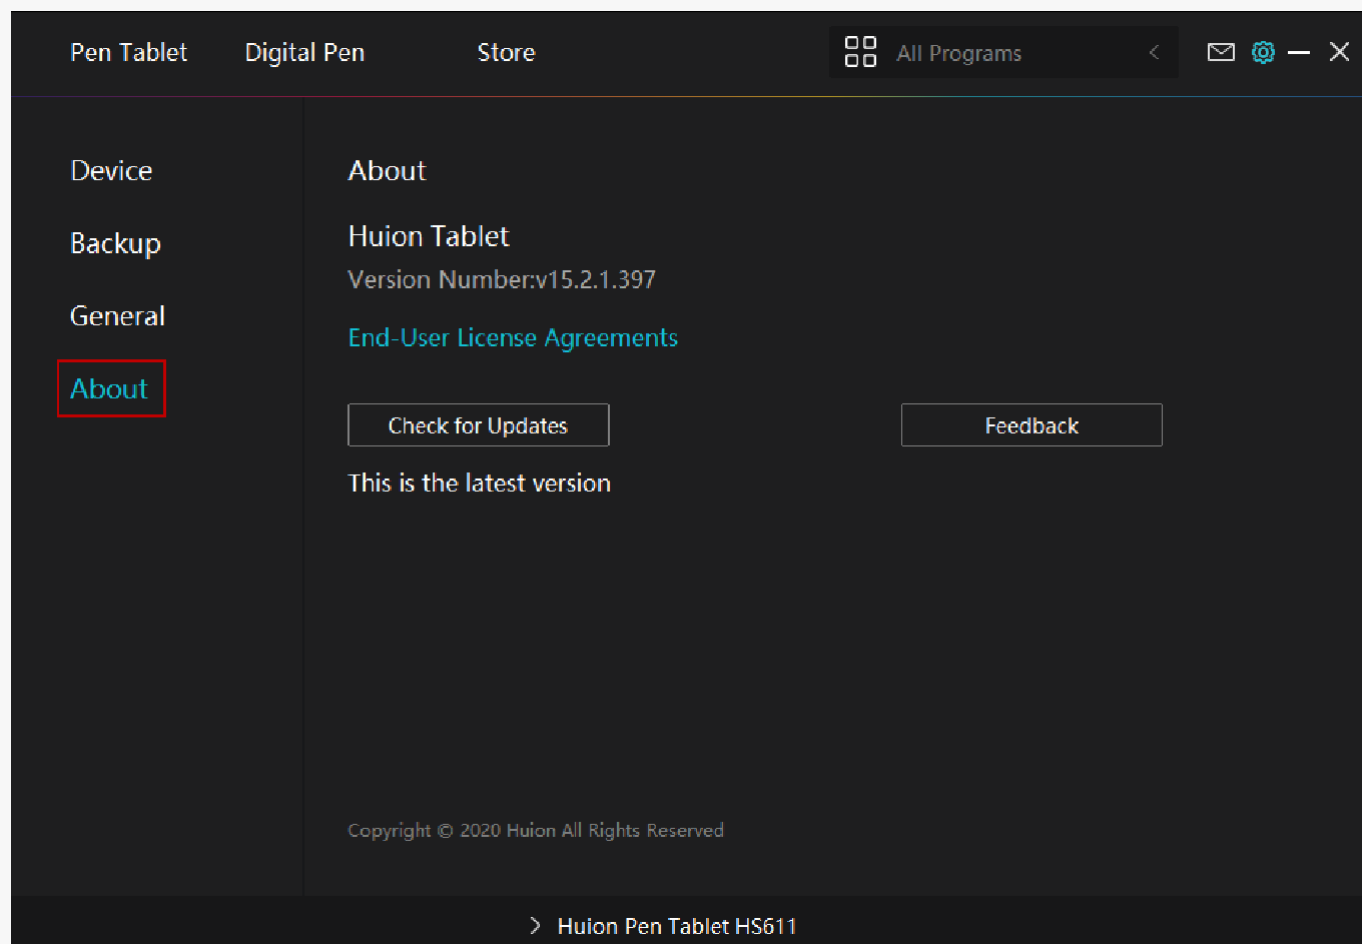 Pen Tablet Digital Pen Store All Programs
Device
Backup
General
About
About
Huion Tablet
Version Number:v15.2.1.397
End-User License Agreements
Check for Updates Feedback
This is the latest version
Copyright © 2020 Huion All Rights Reserved
Huion Pen Tablet HS611